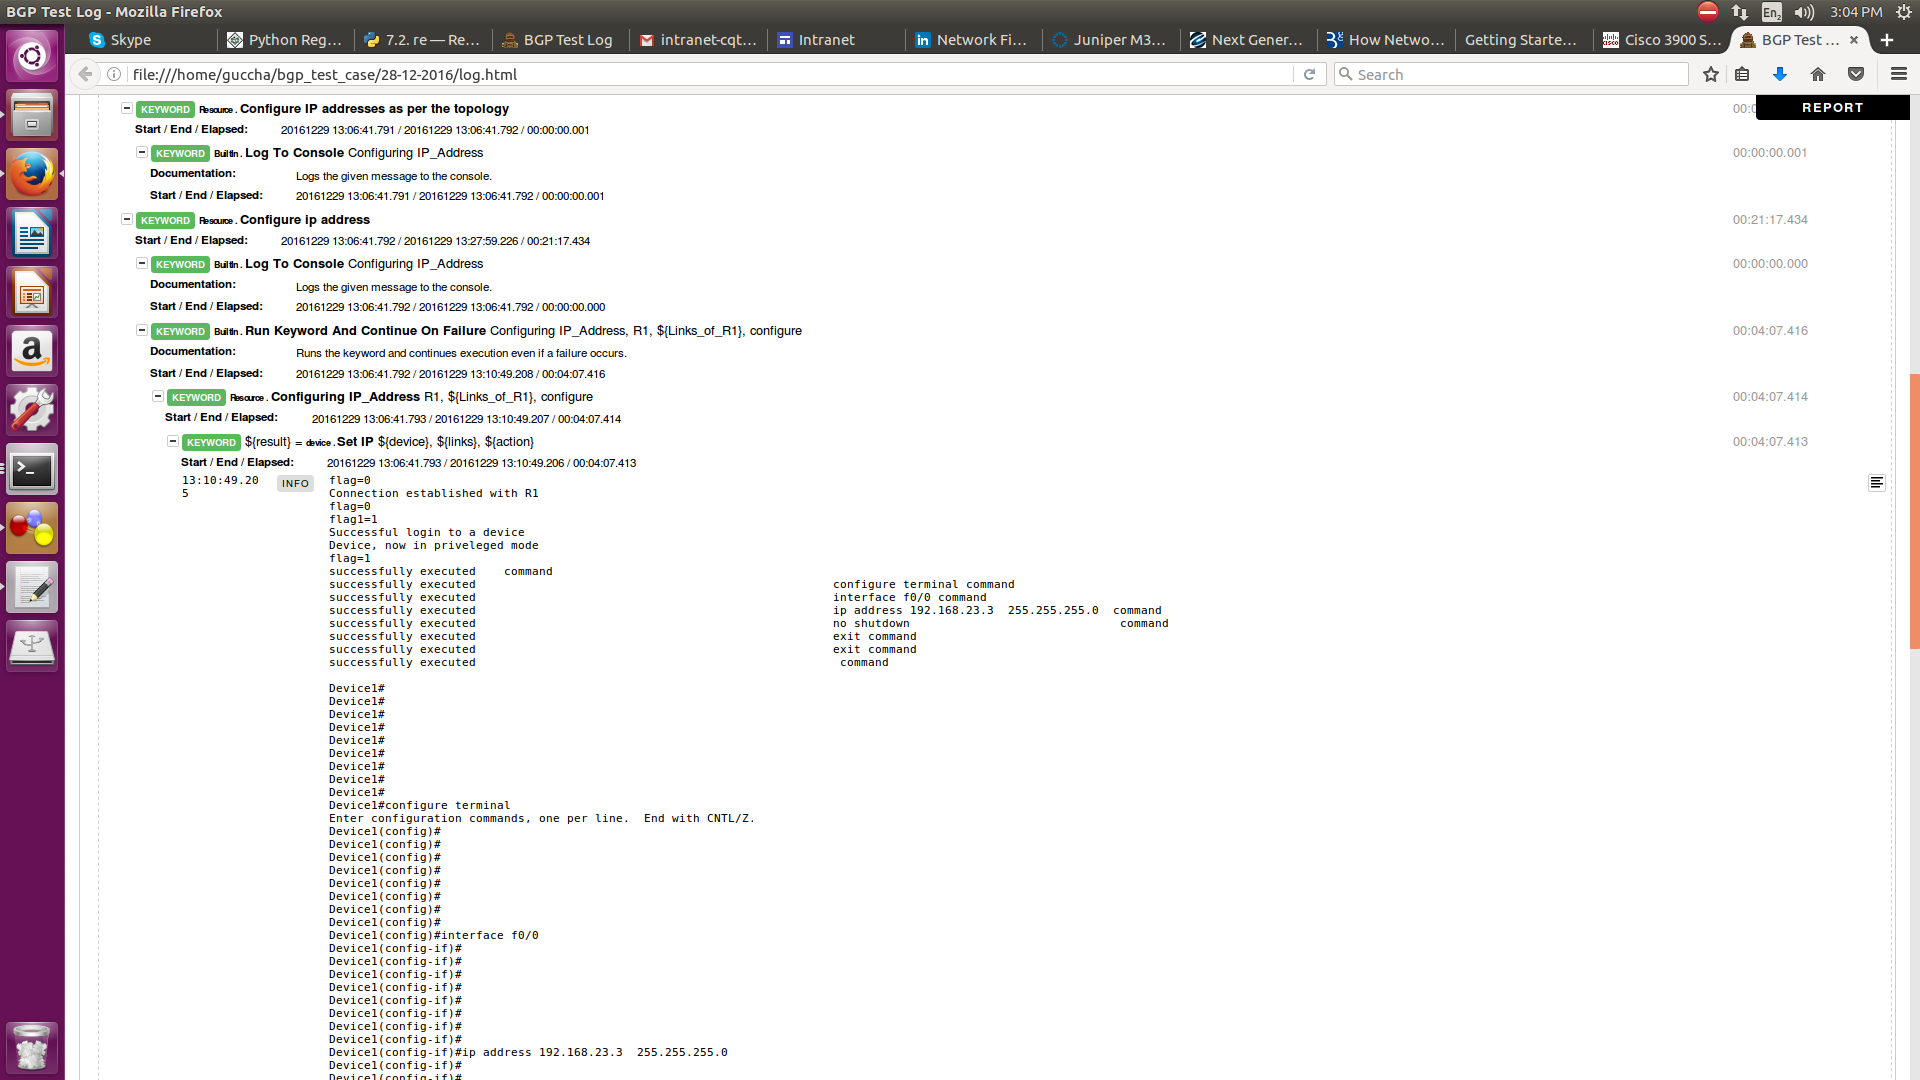 BGP Test Log - Mozilla Firefox
En2
3:04 PM
Skype
Python Reg...
7.2. re — Re...
BGP Test Log
intranet-cqt...
Intranet
Network Fi...
Juniper M3...
Next Gener...
How Netwo...
Getting Starte...
Cisco 3900 S...
BGP Test ...
file:///home/guccha/bgp_test_case/28-12-2016/log.html
Search
KEYWORD Resource . Configure IP addresses as per the topology
00:0
REPORT
Start / End / Elapsed: 20161229 13:06:41.791 / 20161229 13:06:41.792 / 00:00:00.001
KEYWORD BuiltIn . Log To Console Configuring IP_Address 00:00:00.001
Documentation: Logs the given message to the console.
Start / End / Elapsed: 20161229 13:06:41.791 / 20161229 13:06:41.792 / 00:00:00.001
KEYWORD Resource . Configure ip address 00:21:17.434
Start / End / Elapsed: 20161229 13:06:41.792 / 20161229 13:27:59.226 / 00:21:17.434
KEYWORD BuiltIn . Log To Console Configuring IP_Address 00:00:00.000
Documentation: Logs the given message to the console.
Start / End / Elapsed: 20161229 13:06:41.792 / 20161229 13:06:41.792 / 00:00:00.000
KEYWORD BuiltIn . Run Keyword And Continue On Failure Configuring IP_Address, R1, ${Links_of_R1}, configure 00:04:07.416
Documentation: Runs the keyword and continues execution even if a failure occurs.
Start / End / Elapsed: 20161229 13:06:41.792 / 20161229 13:10:49.208 / 00:04:07.416
KEYWORD Resource . Configuring IP_Address R1, ${Links_of_R1}, configure 00:04:07.414
Start / End / Elapsed: 20161229 13:06:41.793 / 20161229 13:10:49.207 / 00:04:07.414
KEYWORD ${result} = device . Set IP ${device}, ${links}, ${action} 00:04:07.413
Start / End / Elapsed: 20161229 13:06:41.793 / 20161229 13:10:49.206 / 00:04:07.413
13:10:49.205 INFO flag=0
Connection established with R1
flag=0
flag1=1
Successful login to a device
Device, now in priveleged mode
flag=1
successfully executed command
successfully executed configure terminal command
successfully executed interface f0/0 command
successfully executed ip address 192.168.23.3 255.255.255.0 command
successfully executed no shutdown command
successfully executed exit command
successfully executed exit command
successfully executed command
Device1#
Device1#
Device1#
Device1#
Device1#
Device1#
Device1#
Device1#
Device1#
Device1#configure terminal
Enter configuration commands, one per line. End with CNTL/Z.
Device1(config)#
Device1(config)#
Device1(config)#
Device1(config)#
Device1(config)#
Device1(config)#
Device1(config)#
Device1(config)#
Device1(config)#interface f0/0
Device1(config-if)#
Device1(config-if)#
Device1(config-if)#
Device1(config-if)#
Device1(config-if)#
Device1(config-if)#
Device1(config-if)#
Device1(config-if)#
Device1(config-if)#ip address 192.168.23.3 255.255.255.0
Device1(config-if)#
Device1(config-if)#